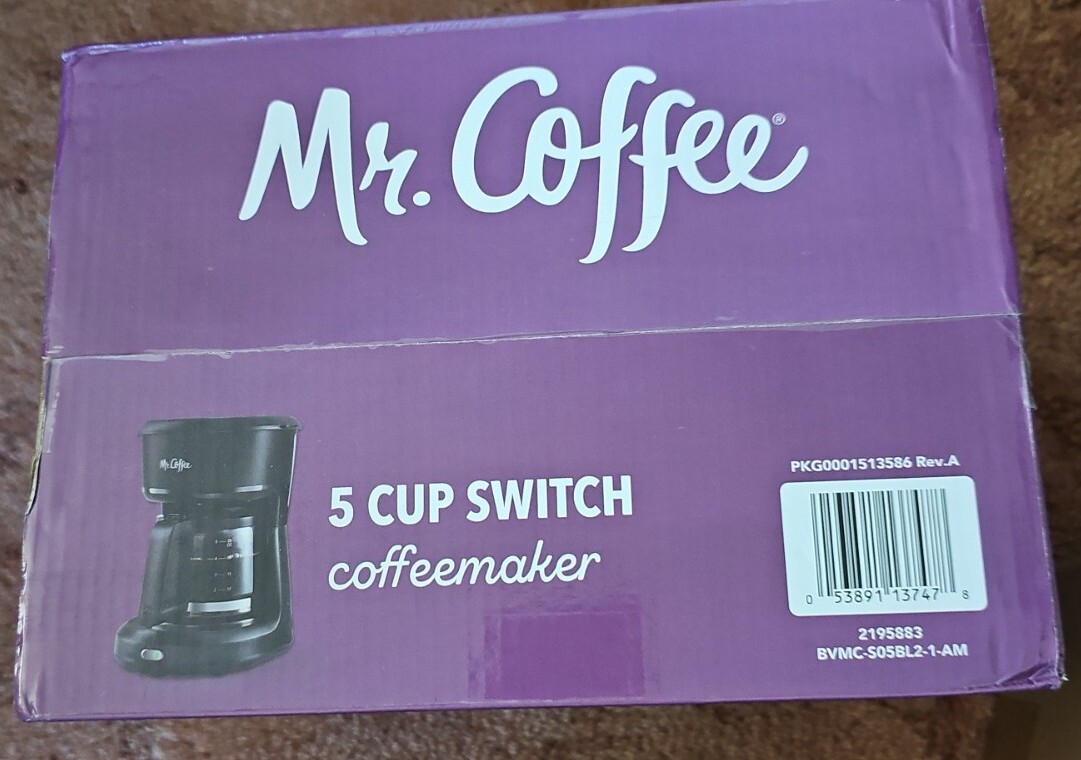 Mr. Coffee®
Mr. Coffee
5 CUP SWITCH
coffeemaker
PKG0001513586 Rev.A
0 53891 13747 8
2195883
BVMC-S05BL2-1-AM